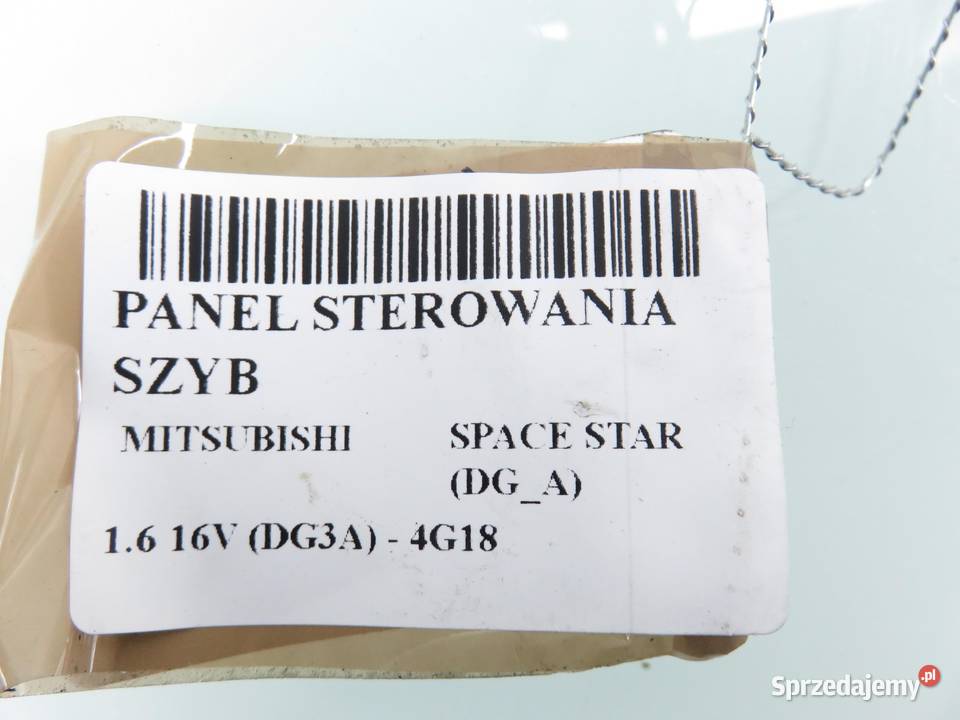 PANEL STEROWANIA
SZYB
MITSUBISHI SPACE STAR
(DG_A)
1.6 16V (DG3A) - 4G18
Sprzedajemy.pl